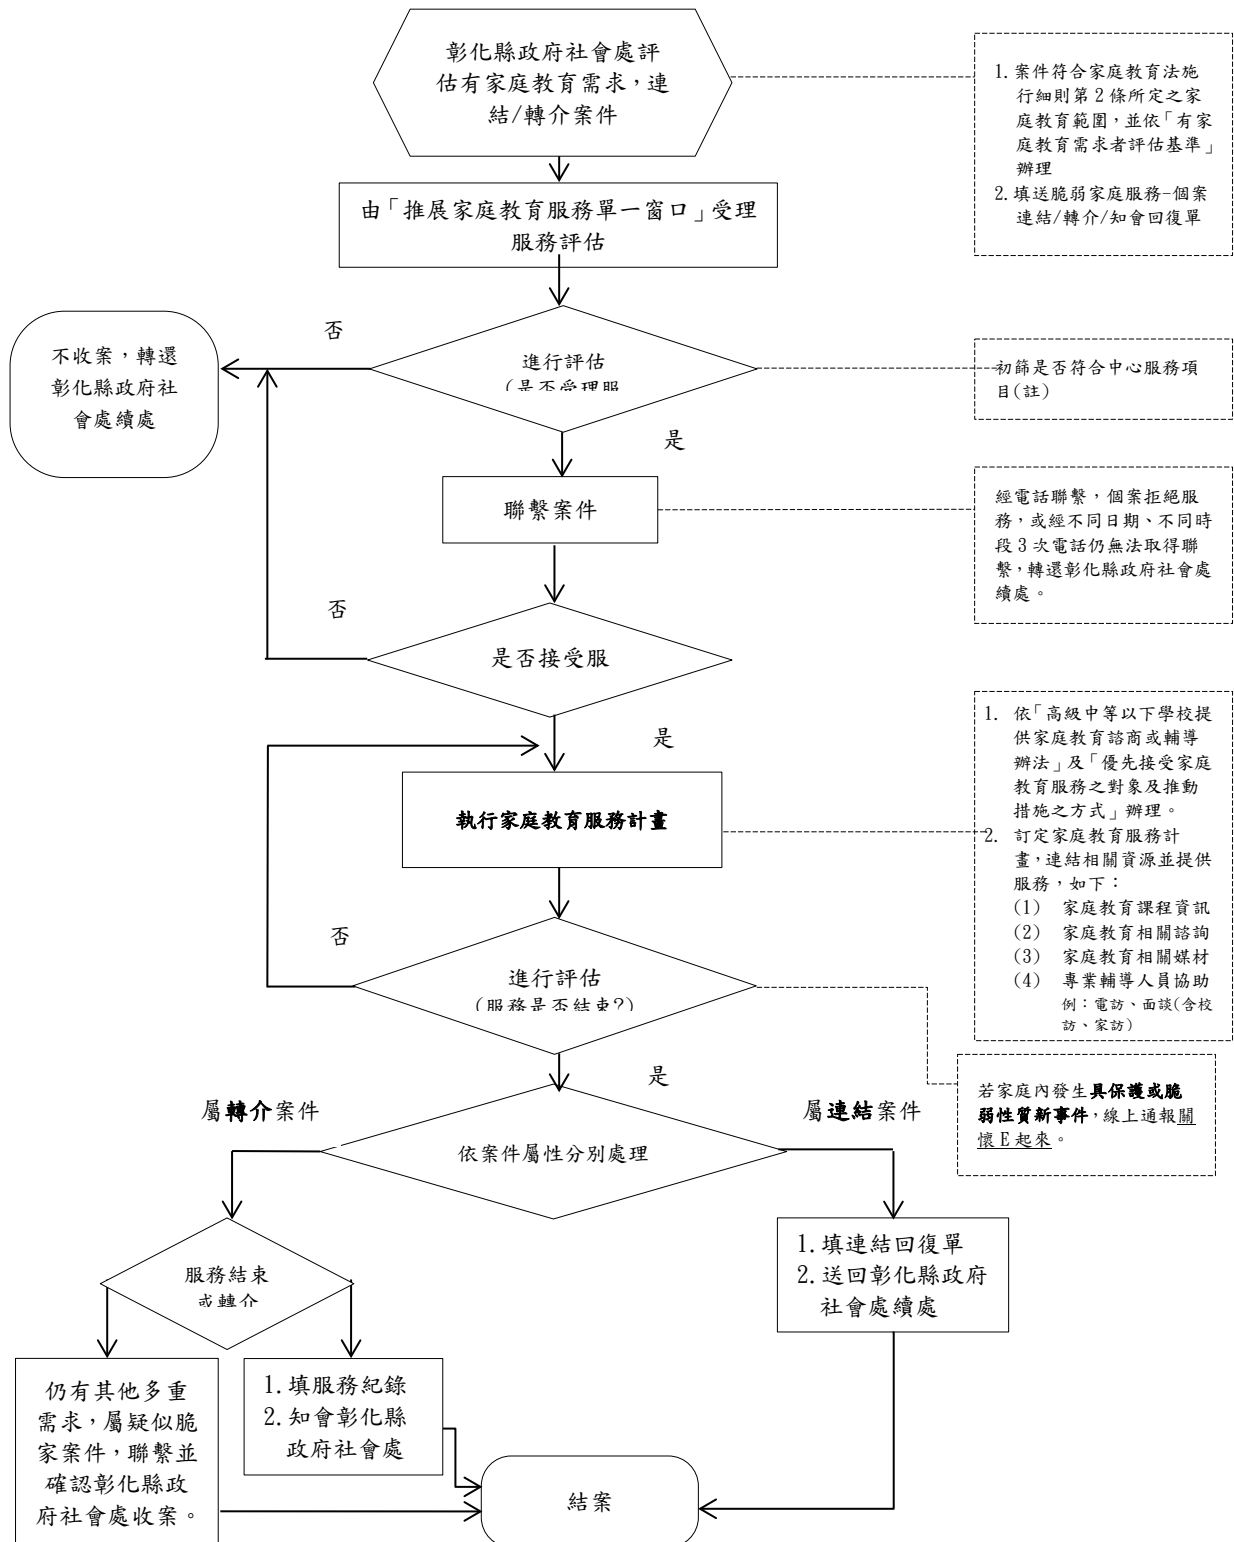 彰化縣政府社會處評
估有家庭教育需求，連
結/轉介案件
1.案件符合家庭教育法施
行細則第 2 條所定之家
庭教育範圍，並依「有家
庭教育需求者評估基準」
辦理
2.填送脆弱家庭服務-個案
連結/轉介/知會回復單
由「推展家庭教育服務單一窗口」受理
服務評估
否
不收案，轉還
彰化縣政府社
會處續處
進行評估
(是否受理服
初篩是否符合中心服務項
目(註)
是
聯繫案件
經電話聯繫，個案拒絕服
務，或經不同日期、不同時
段 3 次電話仍無法取得聯
繫，轉還彰化縣政府社會處
續處。
否
是否接受服
是
執行家庭教育服務計畫
1. 依「高級中等以下學校提
供家庭教育諮商或輔導
辦法」及「優先接受家庭
教育服務之對象及推動
措施之方式」辦理。
2. 訂定家庭教育服務計
畫，連結相關資源並提供
服務，如下：
(1) 家庭教育課程資訊
(2) 家庭教育相關諮詢
(3) 家庭教育相關媒材
(4) 專業輔導人員協助
例：電訪、面談(含校
訪、家訪)
否
進行評估
(服務是否結束?)
是
若家庭內發生具保護或脆
弱性質新事件，線上通報關
懷 E 起來。
屬轉介案件
屬連結案件
依案件屬性分別處理
服務結束
或轉介
1.填連結回復單
2.送回彰化縣政府
社會處續處
仍有其他多重
需求，屬疑似脆
家案件，聯繫並
確認彰化縣政
府社會處收案。
1.填服務紀錄
2.知會彰化縣
政府社會處
結案